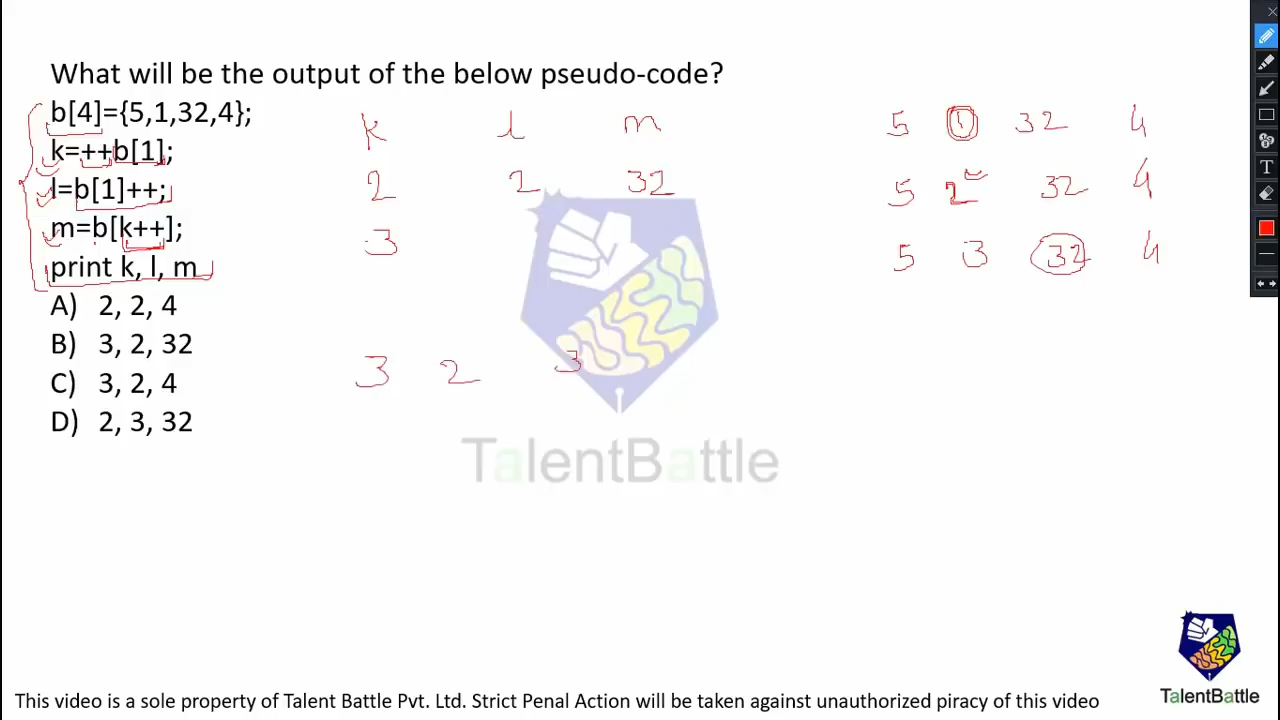 What will be the output of the below pseudo-code?
b[4]={5,1,32,4};
k=++b[1];
l=b[1]++;
m=b[k++];
print k, l, m
A) 2, 2, 4
B) 3, 2, 32
C) 3, 2, 4
D) 2, 3, 32
k l m
2 2 32
3
3 2 3
5 1 32 4
5 2 32 4
5 3 32 4
T
TalentBattle
TalentBattle
This video is a sole property of Talent Battle Pvt. Ltd. Strict Penal Action will be taken against unauthorized piracy of this video